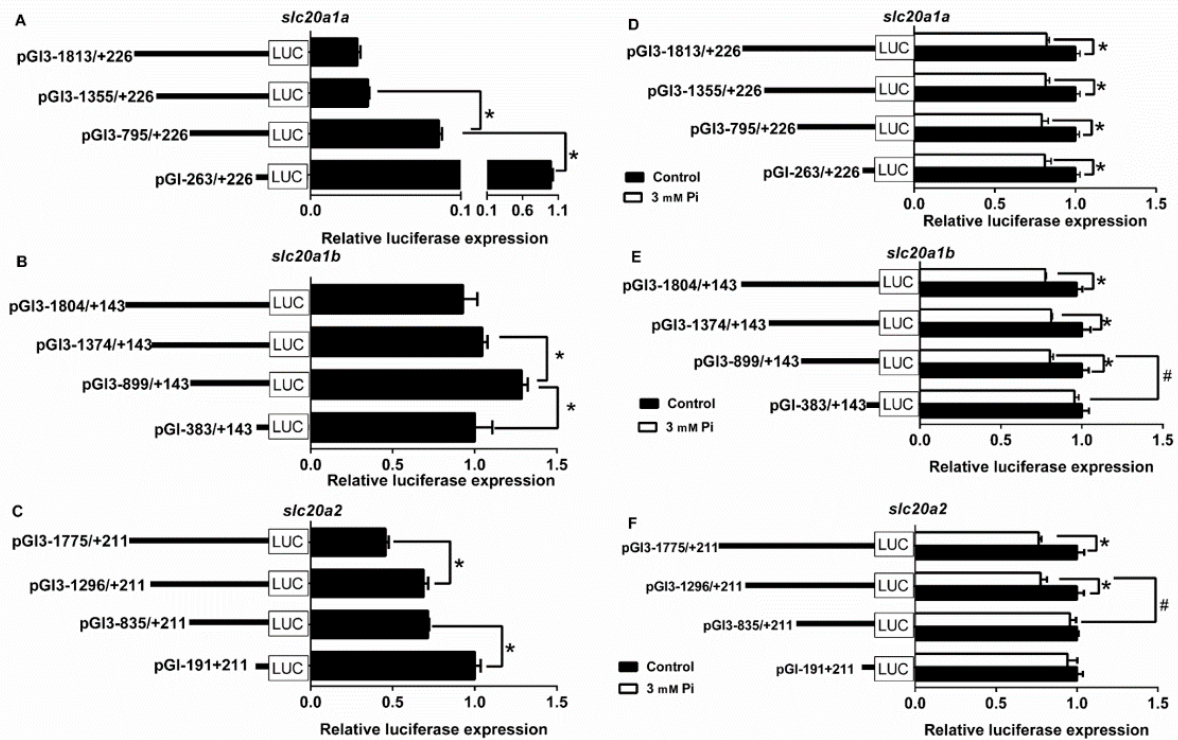 A
slc20a1a
pGI3-1813/+226 LUC
pGI3-1355/+226 LUC
*
pGI3-795/+226 LUC
*
pGI-263/+226 LUC
0.0 0.1 0.1 0.6 1.1
Relative luciferase expression
B
slc20a1b
pGI3-1804/+143 LUC
pGI3-1374/+143 LUC
*
pGI3-899/+143 LUC
*
pGI-383/+143 LUC
0.0 0.5 1.0 1.5
Relative luciferase expression
C
slc20a2
pGI3-1775/+211 LUC
*
pGI3-1296/+211 LUC
pGI3-835/+211 LUC
*
pGI-191+211 LUC
0.0 0.5 1.0 1.5
Relative luciferase expression
D
slc20a1a
pGI3-1813/+226 LUC *
pGI3-1355/+226 LUC *
pGI3-795/+226 LUC *
pGI-263/+226 LUC *
Control
3 mM Pi
0.0 0.5 1.0 1.5
Relative luciferase expression
E
slc20a1b
pGI3-1804/+143 LUC *
pGI3-1374/+143 LUC *
pGI3-899/+143 LUC * #
pGI-383/+143 LUC
Control
3 mM Pi
0.0 0.5 1.0 1.5
Relative luciferase expression
F
slc20a2
pGI3-1775/+211 LUC *
pGI3-1296/+211 LUC * #
pGI3-835/+211 LUC
pGI-191+211 LUC
Control
3 mM Pi
0.0 0.5 1.0 1.5
Relative luciferase expression